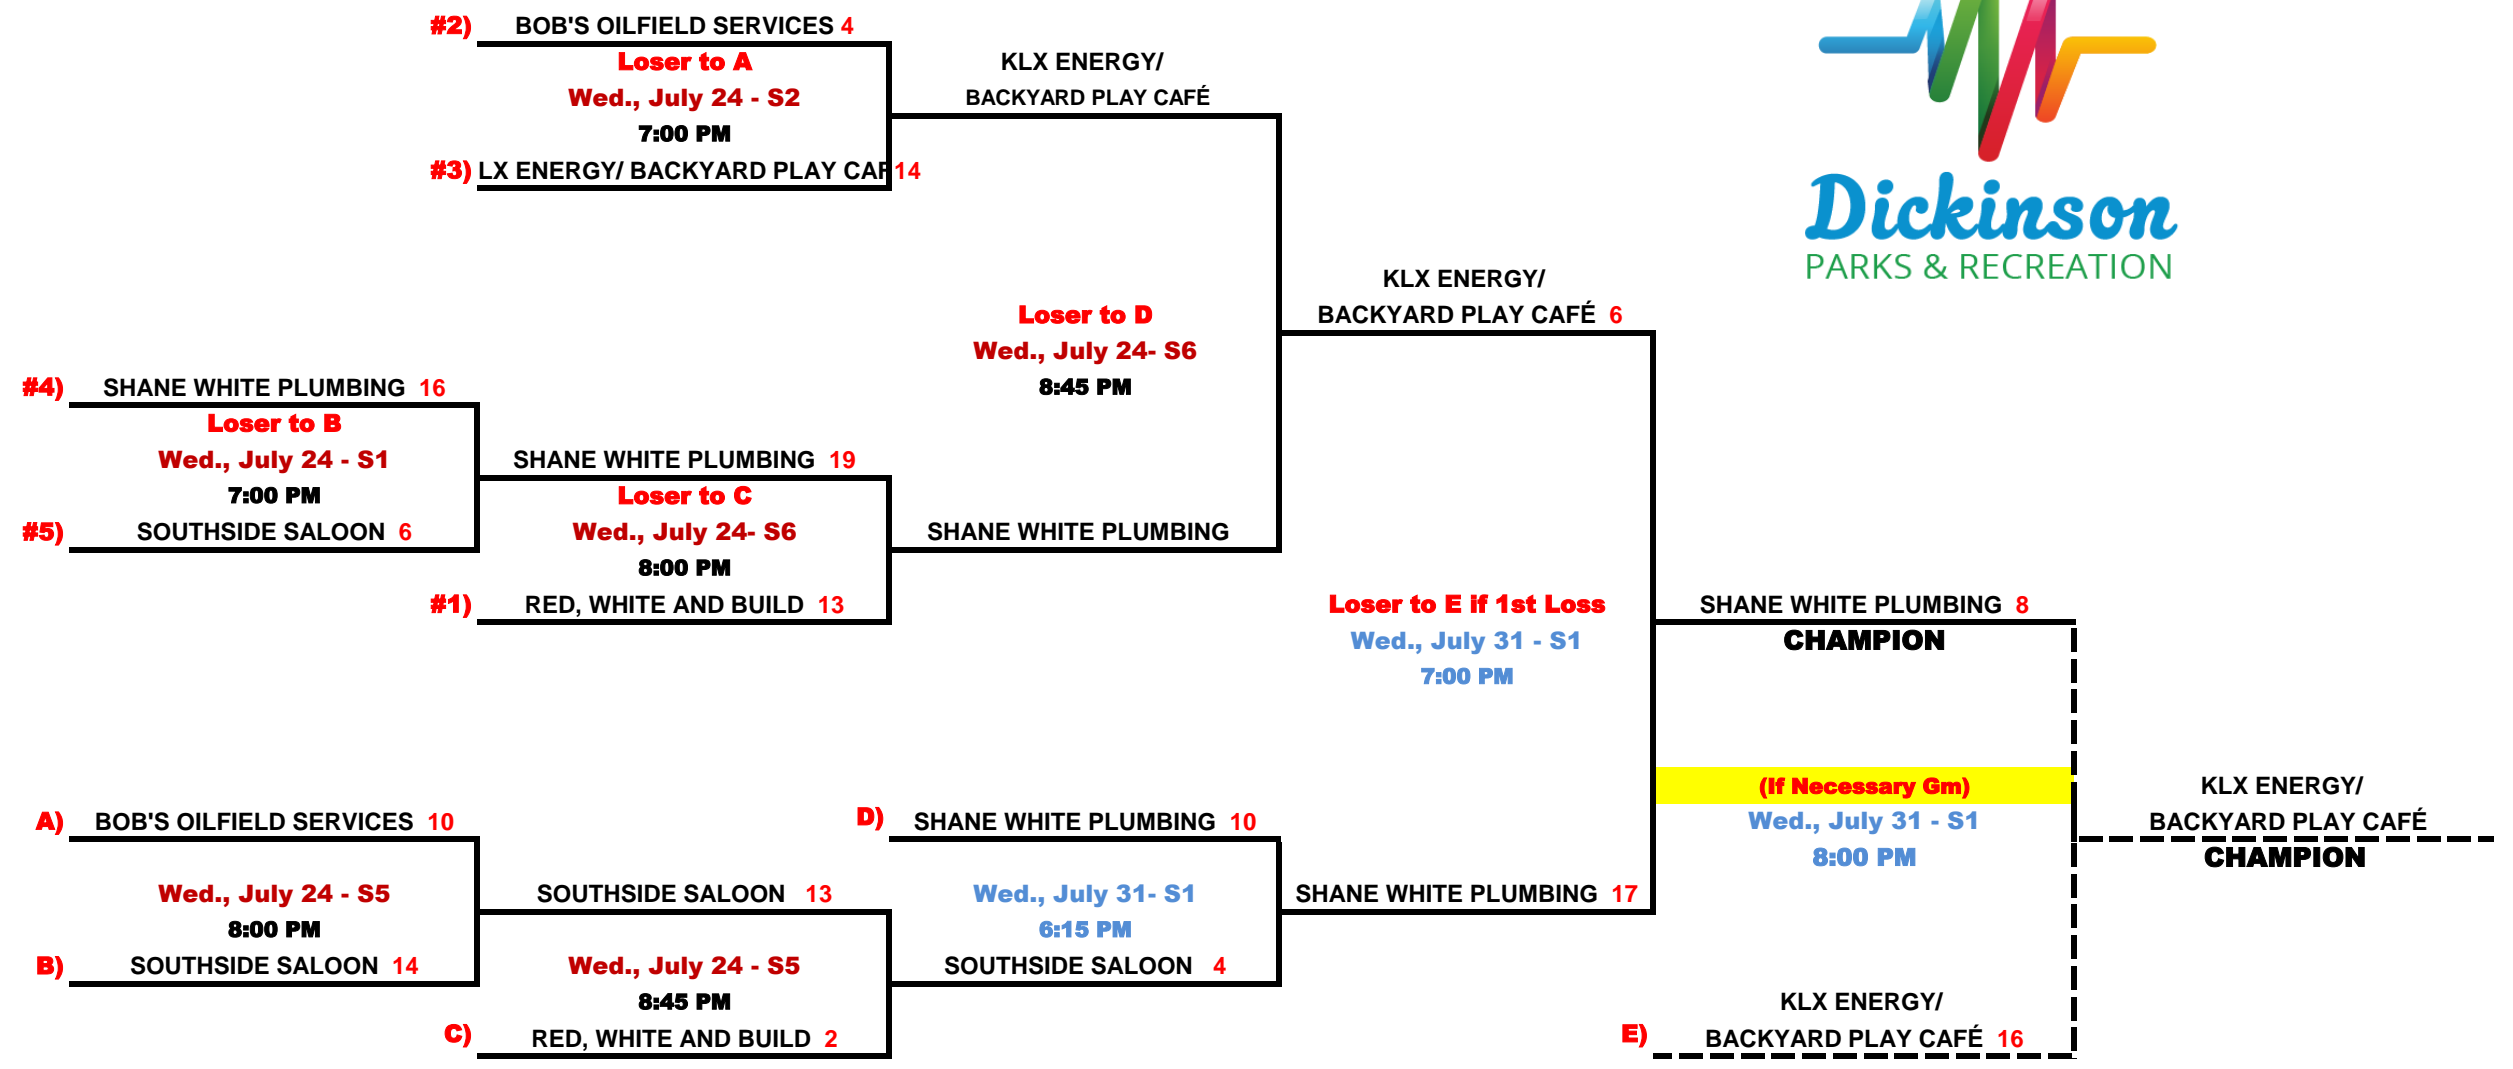 #2) BOB'S OILFIELD SERVICES 4
Loser to A
Wed., July 24 - S2
7:00 PM
#3) LX ENERGY/ BACKYARD PLAY CAF 14
KLX ENERGY/
BACKYARD PLAY CAFÉ
Dickinson
PARKS & RECREATION
Loser to D
Wed., July 24- S6
8:45 PM
KLX ENERGY/
BACKYARD PLAY CAFÉ 6
#4) SHANE WHITE PLUMBING 16
Loser to B
Wed., July 24 - S1
7:00 PM
#5) SOUTHSIDE SALOON 6
SHANE WHITE PLUMBING 19
Loser to C
Wed., July 24- S6
8:00 PM
#1) RED, WHITE AND BUILD 13
SHANE WHITE PLUMBING
Loser to E if 1st Loss
Wed., July 31 - S1
7:00 PM
SHANE WHITE PLUMBING 8
CHAMPION
(If Necessary Gm)
Wed., July 31 - S1
8:00 PM
KLX ENERGY/
BACKYARD PLAY CAFÉ
CHAMPION
A) BOB'S OILFIELD SERVICES 10
Wed., July 24 - S5
8:00 PM
B) SOUTHSIDE SALOON 14
SOUTHSIDE SALOON 13
Wed., July 24 - S5
8:45 PM
C) RED, WHITE AND BUILD 2
D) SHANE WHITE PLUMBING 10
Wed., July 31- S1
6:15 PM
SOUTHSIDE SALOON 4
SHANE WHITE PLUMBING 17
KLX ENERGY/
E) BACKYARD PLAY CAFÉ 16